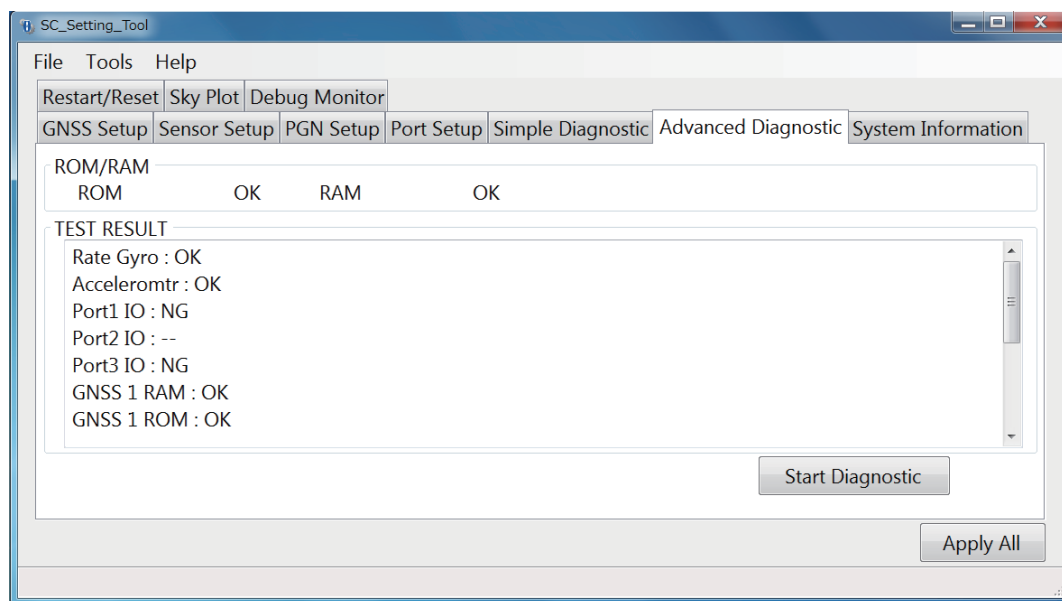 SC_Setting_Tool
File Tools Help
Restart/Reset Sky Plot Debug Monitor
GNSS Setup Sensor Setup PGN Setup Port Setup Simple Diagnostic Advanced Diagnostic System Information
ROM/RAM
ROM OK RAM OK
TEST RESULT
Rate Gyro : OK
Acceleromtr : OK
Port1 IO : NG
Port2 IO : --
Port3 IO : NG
GNSS 1 RAM : OK
GNSS 1 ROM : OK
Start Diagnostic
Apply All